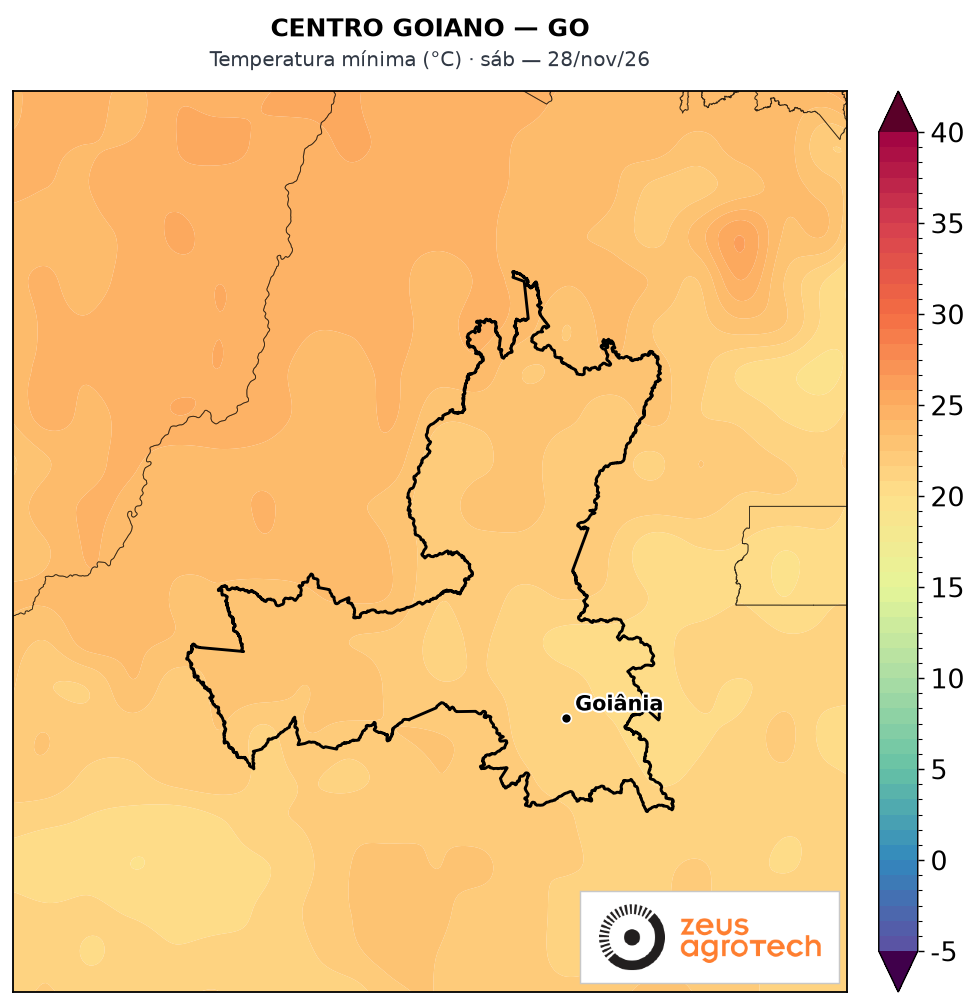 CENTRO GOIANO — GO
Temperatura mínima (°C) · sáb — 28/nov/26
40
35
30
25
20
15
10
5
0
-5
Goiânia
zeus
agrotech